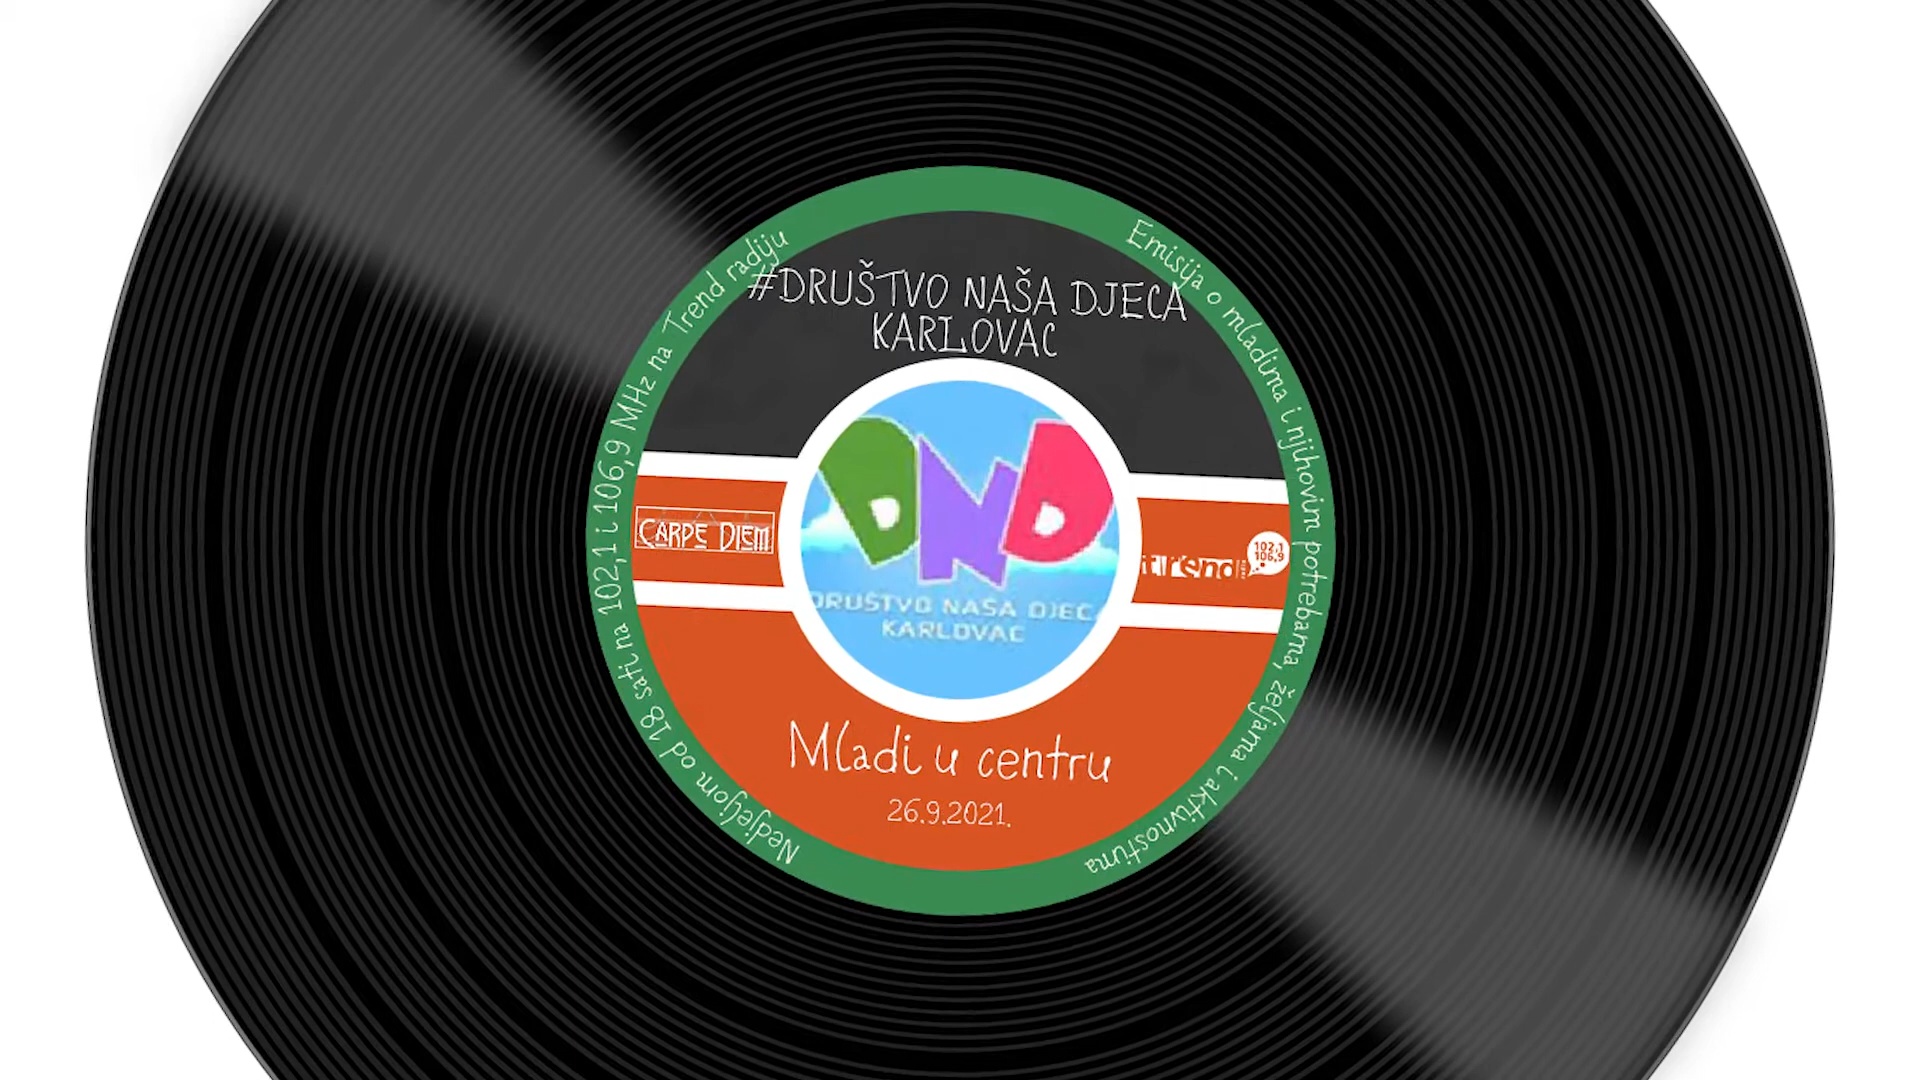 #DRUŠTVO NAŠA DJECA
KARLOVAC
Nedjeljom od 18 sati na 102,1 i 106,9 MHz na Trend radiju
Emisija o mladima i njihovim potrebama, željama i aktivnostima
CARPE DIEM
DND
DRUŠTVO NAŠA DJECA
KARLOVAC
trend
102,1
106,9
Mladi u centru
26.9.2021.